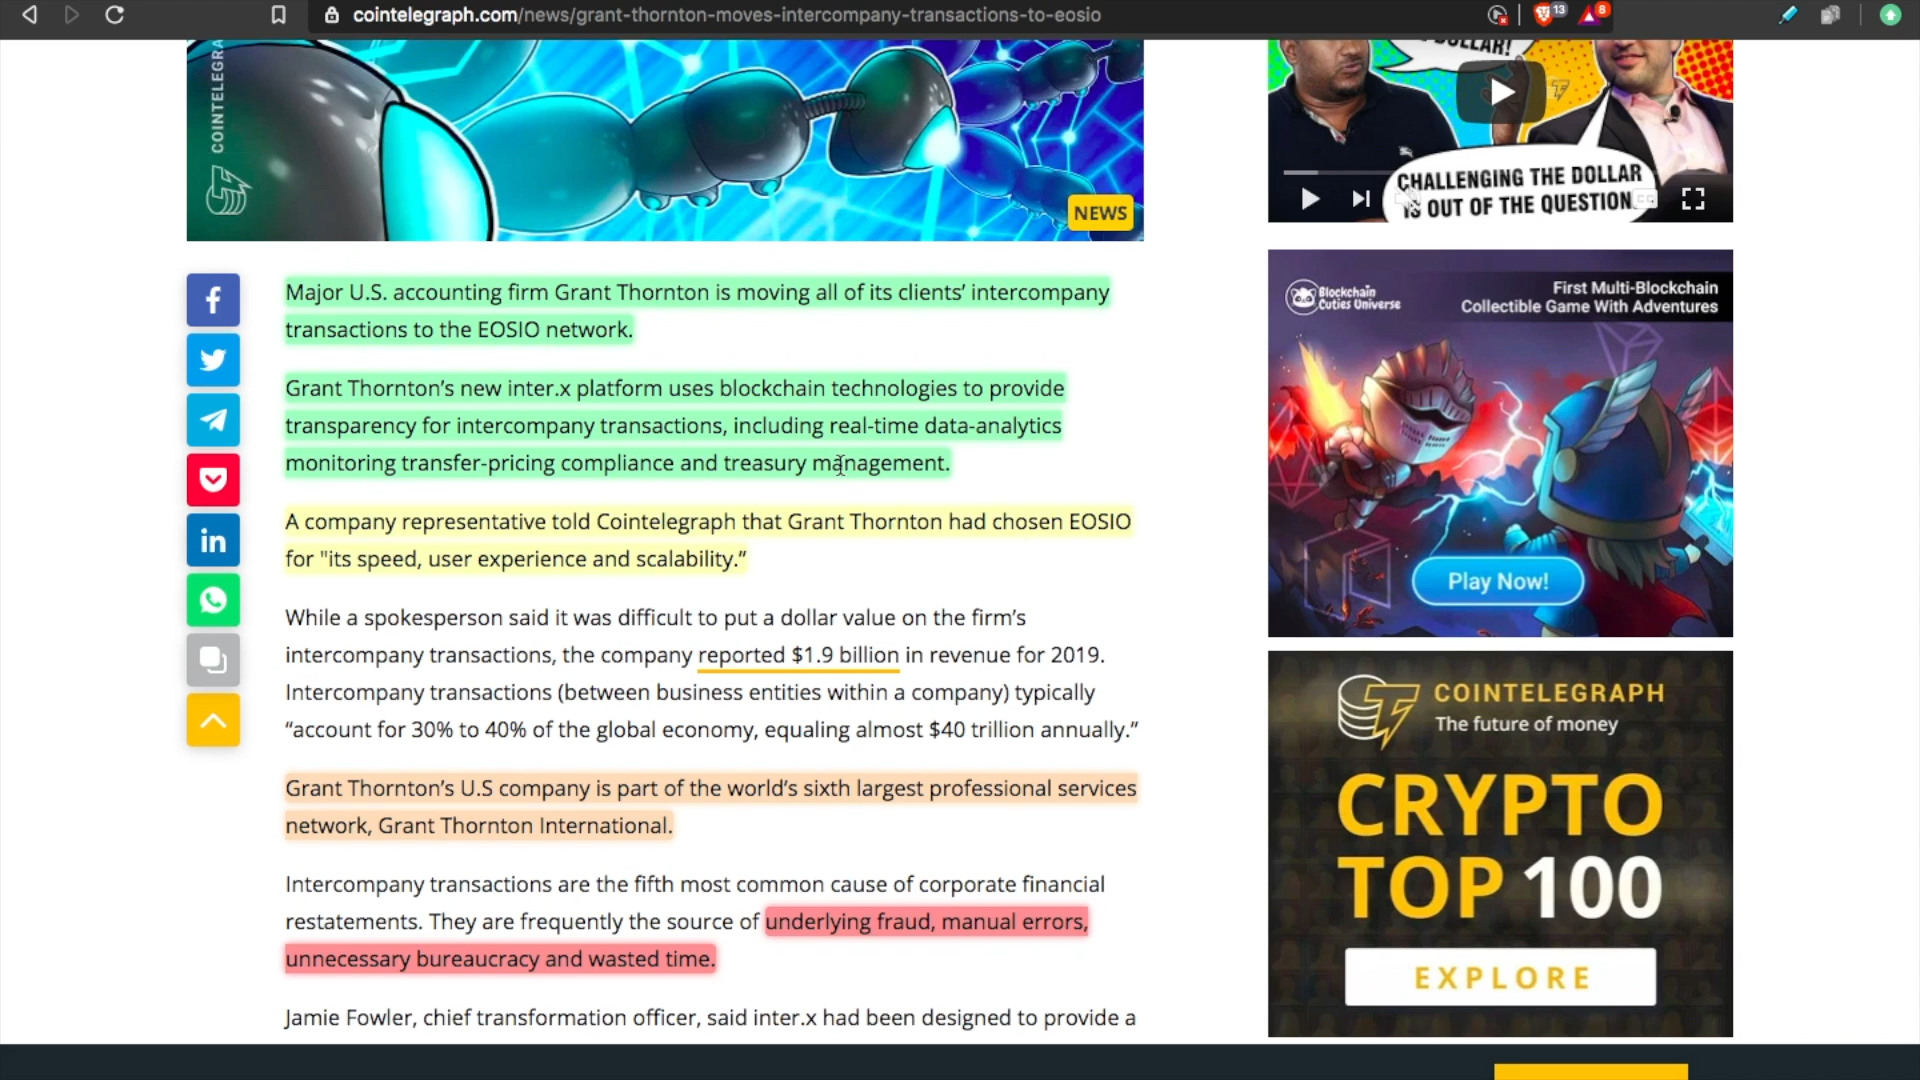 cointelegraph.com/news/grant-thornton-moves-intercompany-transactions-to-eosio
13
8
COINTELEGRA
NEWS
Major U.S. accounting firm Grant Thornton is moving all of its clients’ intercompany
transactions to the EOSIO network.
Grant Thornton’s new inter.x platform uses blockchain technologies to provide
transparency for intercompany transactions, including real-time data-analytics
monitoring transfer-pricing compliance and treasury management.
A company representative told Cointelegraph that Grant Thornton had chosen EOSIO
for "its speed, user experience and scalability.”
While a spokesperson said it was difficult to put a dollar value on the firm’s
intercompany transactions, the company reported $1.9 billion in revenue for 2019.
Intercompany transactions (between business entities within a company) typically
“account for 30% to 40% of the global economy, equaling almost $40 trillion annually.”
Grant Thornton’s U.S company is part of the world’s sixth largest professional services
network, Grant Thornton International.
Intercompany transactions are the fifth most common cause of corporate financial
restatements. They are frequently the source of underlying fraud, manual errors,
unnecessary bureaucracy and wasted time.
Jamie Fowler, chief transformation officer, said inter.x had been designed to provide a
DOLLAR!
CHALLENGING THE DOLLAR
IS OUT OF THE QUESTION
Blockchain
Cuties Universe
First Multi-Blockchain
Collectible Game With Adventures
Play Now!
COINTELEGRAPH
The future of money
CRYPTO
TOP 100
EXPLORE